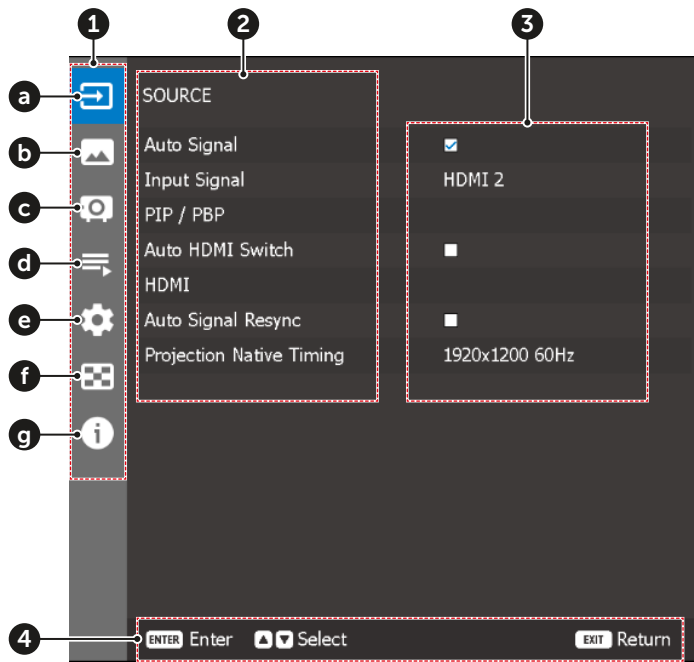 1 2 3
a
SOURCE
b Auto Signal
Input Signal HDMI 2
c PIP / PBP
d Auto HDMI Switch
HDMI
e Auto Signal Resync
Projection Native Timing 1920x1200 60Hz
f
g i
4 ENTER Enter Select EXIT Return